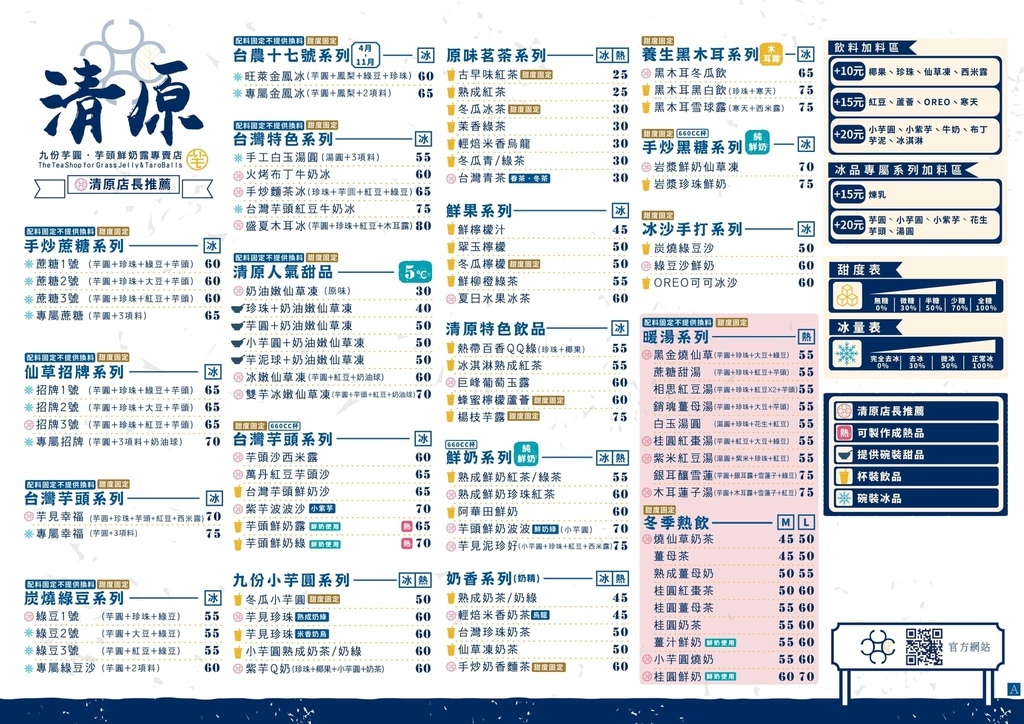 清原
九份芋圓・芋頭鮮奶露專賣店
The Tea Shop for Grass Jelly & Taro Balls
芋
清原店長推薦
配料固定不提供換料 甜度固定
手炒蔗糖系列 冰
蔗糖1號 (芋圓+珍珠+綠豆+芋頭) 60
蔗糖2號 (芋圓+珍珠+大豆+芋頭) 60
蔗糖3號 (芋圓+珍珠+紅豆+芋頭) 60
專屬蔗糖 (芋圓+3項料) 65
配料固定不提供換料 甜度固定
仙草招牌系列 冰
招牌1號 (芋圓+珍珠+綠豆+芋頭) 65
招牌2號 (芋圓+珍珠+大豆+芋頭) 65
招牌3號 (芋圓+珍珠+紅豆+芋頭) 65
專屬招牌 (芋圓+3項料+奶油球) 70
配料固定不提供換料 甜度固定
台灣芋頭系列 冰
芋見幸福 (芋圓+珍珠+芋頭+紅豆+西米露) 70
專屬幸福 (芋圓+3項料) 75
配料固定不提供換料 甜度固定
炭燒綠豆系列 冰
綠豆1號 (芋圓+珍珠+綠豆) 55
綠豆2號 (芋圓+大豆+綠豆) 55
綠豆3號 (芋圓+紅豆+綠豆) 55
專屬綠豆沙 (芋圓+2項料) 60
配料固定不提供換料 甜度固定
台農十七號系列 4月 11月 冰
旺萊金鳳冰 (芋圓+鳳梨+綠豆+珍珠) 60
專屬金鳳冰 (芋圓+鳳梨+2項料) 65
配料固定不提供換料 甜度固定
台灣特色系列 冰
手工白玉湯圓 (湯圓+3項料) 55
火烤布丁牛奶冰 60
手炒麵茶冰 (珍珠+芋圓+紅豆+綠豆) 65
台灣芋頭紅豆牛奶冰 75
盛夏木耳冰 (芋圓+珍珠+紅豆+木耳露) 80
配料固定不提供換料 甜度固定
清原人氣甜品 5℃
奶油嫩仙草凍 (原味) 30
珍珠+奶油嫩仙草凍 40
芋圓+奶油嫩仙草凍 50
小芋圓+奶油嫩仙草凍 50
芋泥球+奶油嫩仙草凍 50
冰嫩仙草凍 (芋圓+紅豆+奶油球) 60
雙芋冰嫩仙草凍 (芋圓+芋頭+紅豆+奶油球) 70
甜度固定 660CC杯
台灣芋頭系列 冰
芋頭沙西米露 60
萬丹紅豆芋頭沙 65
台灣芋頭鮮奶沙 65
紫芋波波沙 小紫芋 70
芋頭鮮奶露 鮮奶使用 熱 65
芋頭鮮奶綠 鮮奶使用 熱 70
九份小芋圓系列 冰 熱
冬瓜小芋圓 甜度固定 50
芋見珍珠 熟成奶綠 60
芋見珍珠 米香奶烏 60
小芋圓熟成奶茶/奶綠 60
紫芋Q奶 (珍珠+椰果+小芋圓+奶茶) 60
原味茗茶系列 冰 熱
古早味紅茶 甜度固定 25
熟成紅茶 25
冬瓜冰茶 甜度固定 30
茉香綠茶 30
輕焙米香烏龍 30
冬瓜青/綠茶 30
台灣青茶 春茶・冬茶 30
鮮果系列 冰
鮮檸檬汁 45
翠玉檸檬 50
冬瓜檸檬 甜度固定 50
鮮柳橙綠茶 55
夏日水果冰茶 60
清原特色飲品 冰
熱帶百香QQ綠 (珍珠+椰果) 55
冰淇淋熟成紅茶 55
巨峰葡萄玉露 60
蜂蜜檸檬蘆薈 甜度固定 60
楊枝芋露 甜度固定 75
660CC杯
鮮奶系列 純鮮奶 冰 熱
熟成鮮奶紅茶/綠茶 55
熟成鮮奶珍珠紅茶 60
阿華田鮮奶 60
芋頭鮮奶波波 鮮奶綠 (小芋圓) 70
芋見泥珍好 (小芋圓+珍珠+紅豆+西米露) 75
奶香系列 (奶精) 冰 熱
熟成奶茶/奶綠 45
輕焙米香奶茶 烏龍 45
台灣珍珠奶茶 50
仙草凍奶茶 50
手炒奶香麵茶 甜度固定 60
甜度固定
養生黑木耳系列 木耳露 冰
黑木耳冬瓜飲 65
黑木耳黑白飲 (珍珠+寒天) 75
黑木耳雪球露 (寒天+西米露) 75
甜度固定 660CC杯
手炒黑糖系列 純鮮奶 冰
岩漿鮮奶仙草凍 70
岩漿珍珠鮮奶 75
甜度固定
冰沙手打系列 冰
炭燒綠豆沙 50
綠豆沙鮮奶 60
OREO可可冰沙 60
配料固定不提供換料 甜度固定
暖湯系列 熱
黑金燒仙草 (芋圓+珍珠+大豆+綠豆) 55
蔗糖甜湯 (芋圓+珍珠+紅豆+芋頭) 55
相思紅豆湯 (芋圓+珍珠+紅豆X2+芋頭) 55
銷魂薑母湯 (芋圓+珍珠+大豆+芋頭) 55
白玉湯圓 (湯圓+珍珠+花生+紅豆) 55
桂圓紅棗湯 (芋圓+紅豆+大豆+綠豆) 55
紫米紅豆湯 (湯圓+紫米+珍珠+紅豆) 55
銀耳釀雪蓮 (芋圓+銀耳露+雪蓮子+綠豆) 75
木耳蓮子湯 (芋圓+木耳露+雪蓮子+紅豆) 75
甜度固定
冬季熱飲 M L
燒仙草奶茶 45 50
薑母茶 45 50
熟成薑母奶 50 55
桂圓紅棗茶 50 60
桂圓薑母茶 55 60
桂圓奶茶 55 60
薑汁鮮奶 鮮奶使用 55 60
小芋圓燒奶 55 60
桂圓鮮奶 鮮奶使用 60 70
飲料加料區
+10元 椰果、珍珠、仙草凍、西米露
+15元 紅豆、蘆薈、OREO、寒天
+20元 小芋圓、小紫芋、牛奶、布丁
芋泥、冰淇淋
冰品專屬系列加料區
+15元 煉乳
+20元 芋圓、小芋圓、小紫芋、花生
芋頭、湯圓
甜度表
無糖 0% 微糖 30% 半糖 50% 少糖 70% 全糖 100%
冰量表
完全去冰 0% 去冰 30% 微冰 50% 正常冰 100%
清原店長推薦
熱 可製作成熱品
提供碗裝甜品
杯裝飲品
碗裝冰品
官方網站
A